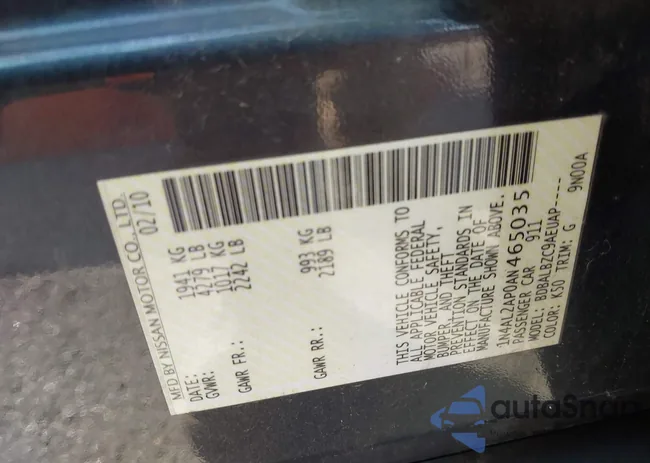 MFD BY NISSAN MOTOR CO., LTD.
DATE: 02/10
GVWR: 1941 KG
4279 LB
GAWR FR.: 1017 KG
2242 LB
GAWR RR.: 993 KG
2189 LB
THIS VEHICLE CONFORMS TO
ALL APPLICABLE FEDERAL
MOTOR VEHICLE SAFETY,
BUMPER, AND THEFT
PREVENTION STANDARDS IN
EFFECT ON THE DATE OF
MANUFACTURE SHOWN ABOVE.
1N4AL2AP0AN465035
PASSENGER CAR 911
MODEL: BDBALBZC9AEUAP----
COLOR: K50 TRIM: G 9N00A
autoSnap